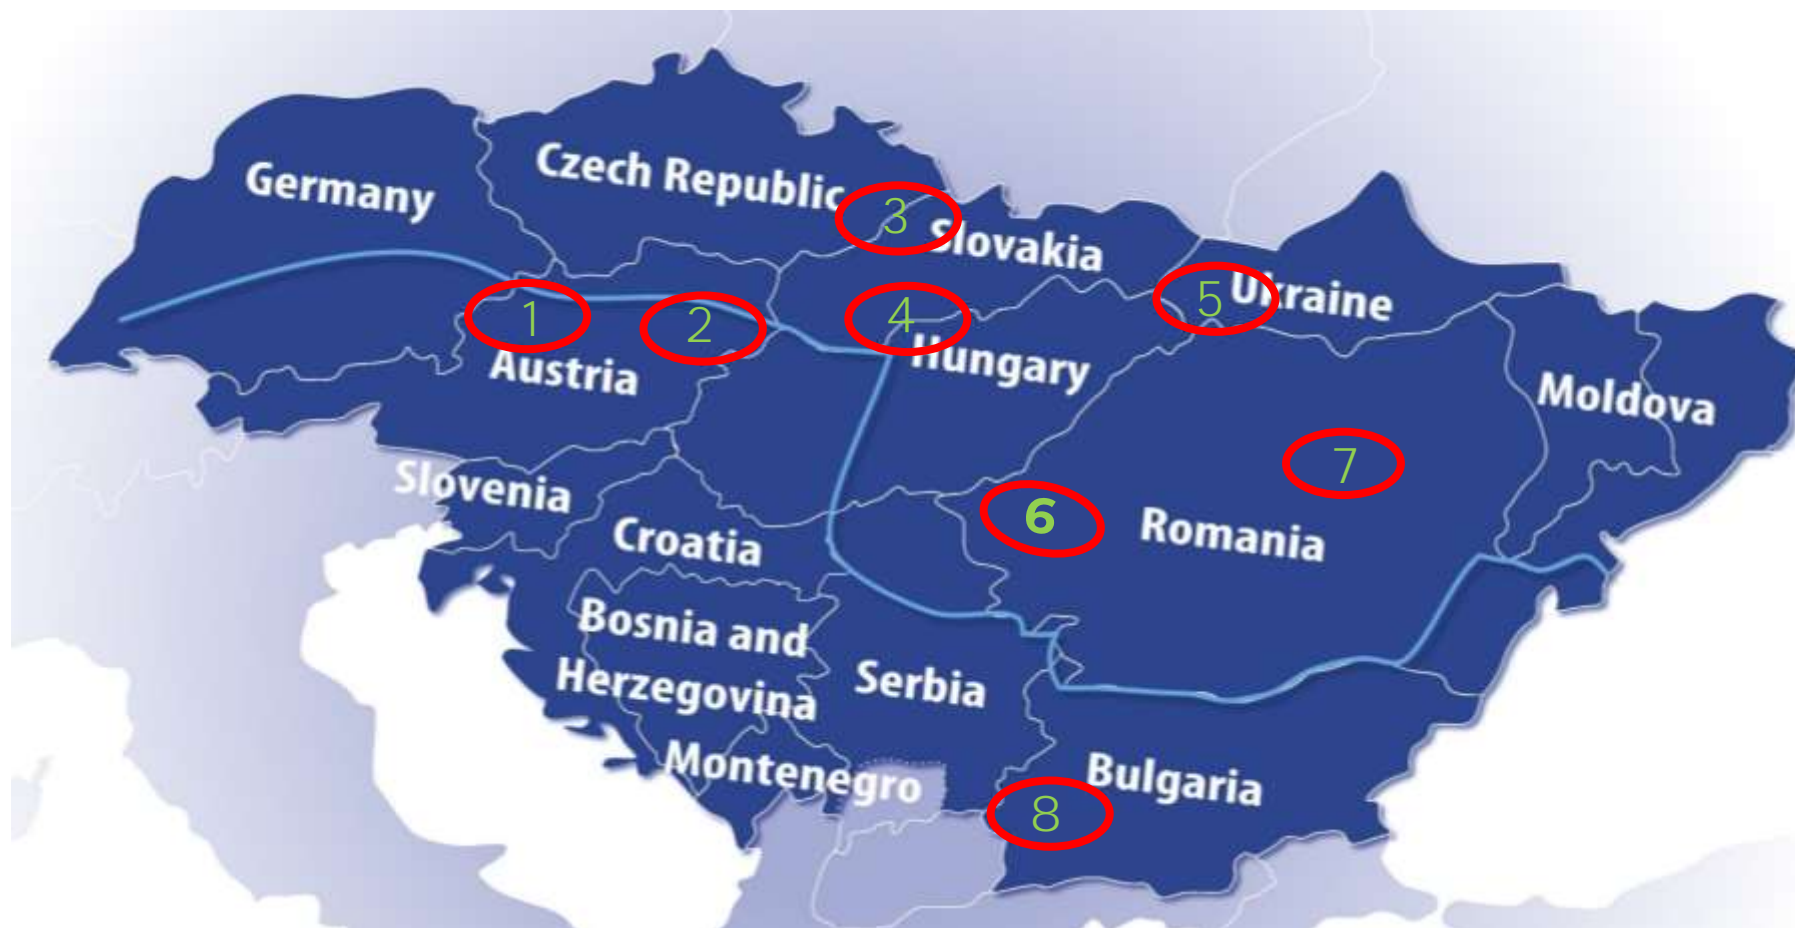 Germany
Czech Republic
3
Slovakia
1
2
4
5
Ukraine
Austria
Hungary
Moldova
Slovenia
7
6
Croatia
Romania
Bosnia and
Herzegovina
Serbia
Montenegro
Bulgaria
8